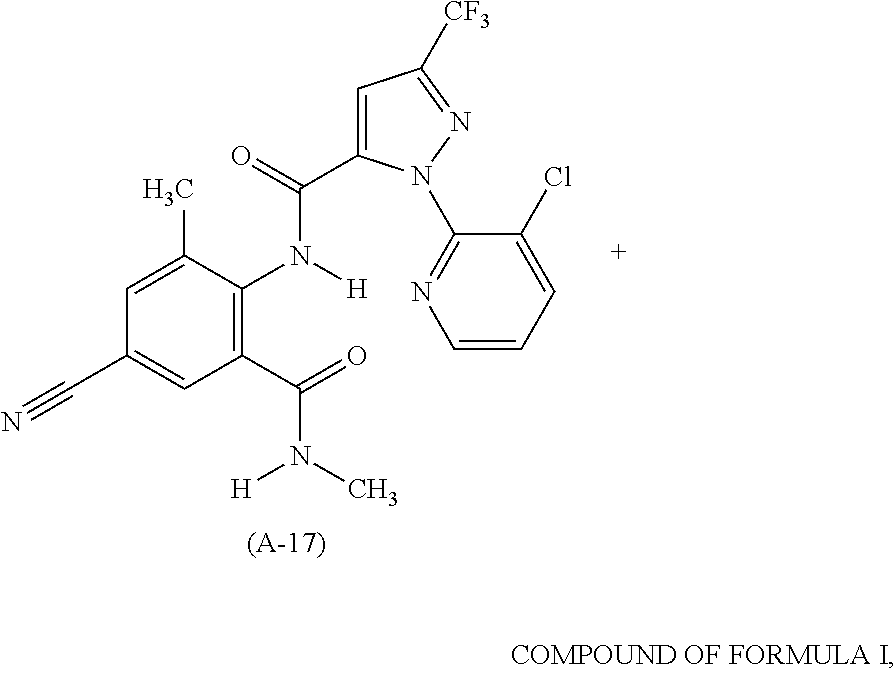 CF₃
N
O
N
Cl
H₃C
N
H
N
+
O
N
N
H
CH₃
(A-17)
COMPOUND OF FORMULA I,